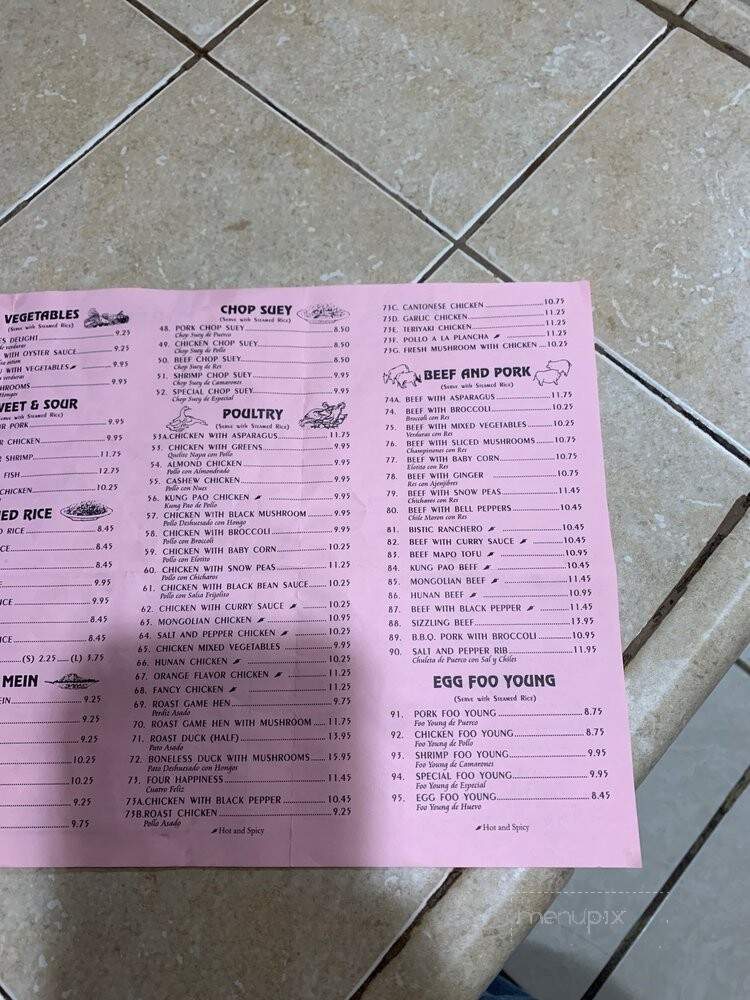 VEGETABLES
(Serve with Steamed Rice)
ES DELIGHT 9.25
de verduras
WITH OYSTER SAUCE 9.25
U WITH VEGETABLES 9.95
n verduras
SHROOMS 9.95
Hongos
WEET & SOUR
(Serve with Steamed Rice)
UR PORK 9.95
R CHICKEN 9.95
R SHRIMP 11.75
FISH 12.75
CHICKEN 10.25
IED RICE
D RICE 8.45
ICE 8.45
8.45
CE 9.95
ICE 9.95
8.45
ICE 8.45
(S) 2.25 (L) 3.75
MEIN
EIN 9.25
9.25
9.25
10.25
10.25
9.25
9.75
CHOP SUEY
(Serve with Steamed Rice)
48. PORK CHOP SUEY 8.50
Chop Suey de Puerco
49. CHICKEN CHOP SUEY 8.50
Chop Suey de Pollo
50. BEEF CHOP SUEY 8.50
Chop Suey de Res
51. SHRIMP CHOP SUEY 9.95
Chop Suey de Camarones
52. SPECIAL CHOP SUEY 9.95
Chop Suey de Especial
POULTRY
(Serve with Steamed Rice)
53A. CHICKEN WITH ASPARAGUS 11.75
53. CHICKEN WITH GREENS 9.95
Quelite Napa con Pollo
54. ALMOND CHICKEN 9.95
Pollo con Almondrado
55. CASHEW CHICKEN 9.95
Pollo con Nues
56. KUNG PAO CHICKEN 9.95
Kung Pao de Pollo
57. CHICKEN WITH BLACK MUSHROOM 9.95
Pollo Deshuesado con Hongo
58. CHICKEN WITH BROCCOLI 9.95
Pollo con Broccoli
59. CHICKEN WITH BABY CORN 10.25
Pollo con Elotito
60. CHICKEN WITH SNOW PEAS 11.25
Pollo con Chicharos
61. CHICKEN WITH BLACK BEAN SAUCE 10.25
Pollo con Salsa Frijolito
62. CHICKEN WITH CURRY SAUCE 10.25
63. MONGOLIAN CHICKEN 10.95
64. SALT AND PEPPER CHICKEN 10.25
65. CHICKEN MIXED VEGETABLES 9.95
66. HUNAN CHICKEN 10.25
67. ORANGE FLAVOR CHICKEN 11.25
68. FANCY CHICKEN 11.25
69. ROAST GAME HEN 9.75
Perdiz Asado
70. ROAST GAME HEN WITH MUSHROOM 11.75
71. ROAST DUCK (HALF) 13.95
Pato Asado
72. BONELESS DUCK WITH MUSHROOMS 15.95
Pato Deshuesado con Hongos
73. FOUR HAPPINESS 11.45
Cuatro Feliz
73A. CHICKEN WITH BLACK PEPPER 10.45
73B. ROAST CHICKEN 9.25
Pollo Asado
Hot and Spicy
73C. CANTONESE CHICKEN 10.75
73D. GARLIC CHICKEN 11.25
73E. TERIYAKI CHICKEN 11.25
73F. POLLO A LA PLANCHA 11.25
73G. FRESH MUSHROOM WITH CHICKEN 10.25
BEEF AND PORK
(Serve with Steamed Rice)
74A. BEEF WITH ASPARAGUS 11.75
74. BEEF WITH BROCCOLI 10.25
Broccoli con Res
75. BEEF WITH MIXED VEGETABLES 10.25
Verduras con Res
76. BEEF WITH SLICED MUSHROOMS 10.75
Champinones con Res
77. BEEF WITH BABY CORN 10.75
Elotito con Res
78. BEEF WITH GINGER 10.75
Res con Ajenjibres
79. BEEF WITH SNOW PEAS 11.45
Chicharos con Res
80. BEEF WITH BELL PEPPERS 10.45
Chile Moron con Res
81. BISTIC RANCHERO 10.45
82. BEEF WITH CURRY SAUCE 10.45
83. BEEF MAPO TOFU 10.95
84. KUNG PAO BEEF 10.45
85. MONGOLIAN BEEF 11.45
86. HUNAN BEEF 10.95
87. BEEF WITH BLACK PEPPER 11.45
88. SIZZLING BEEF 13.95
89. B.B.Q. PORK WITH BROCCOLI 10.95
90. SALT AND PEPPER RIB 11.95
Chuleta de Puerco con Sal y Chiles
EGG FOO YOUNG
(Serve with Steamed Rice)
91. PORK FOO YOUNG 8.75
Foo Young de Puerco
92. CHICKEN FOO YOUNG 8.75
Foo Young de Pollo
93. SHRIMP FOO YOUNG 9.95
Foo Young de Camarones
94. SPECIAL FOO YOUNG 9.95
Foo Young de Especial
95. EGG FOO YOUNG 8.45
Foo Young de Huevo
Hot and Spicy
menupix